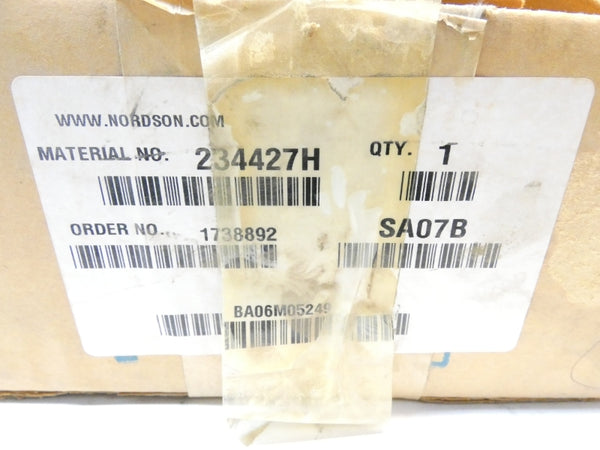 WWW.NORDSON.COM
MATERIAL NO. 234427H QTY. 1
ORDER NO. 1738892 SA07B
BA06M05249